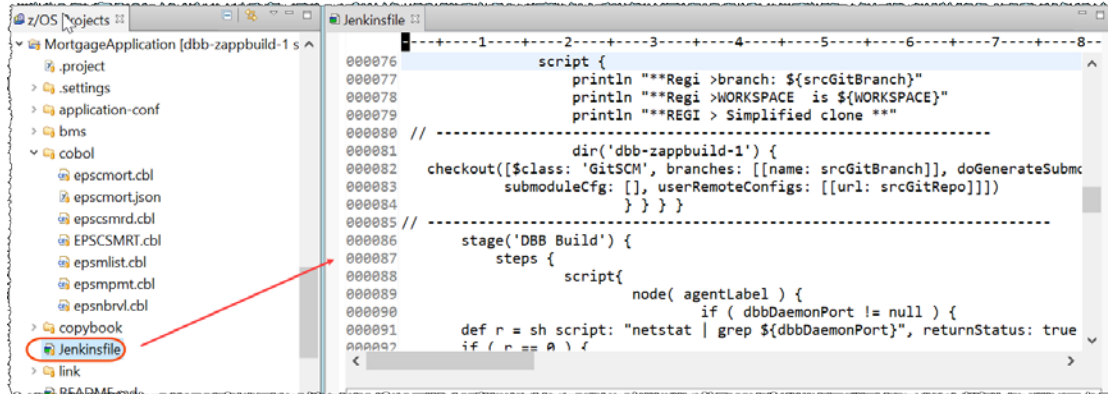 z/OS Projects
MortgageApplication [dbb-zappbuild-1 s
.project
.settings
application-conf
bms
cobol
epscmort.cbl
epscmort.json
epscsmrd.cbl
EPSCSMRT.cbl
epsmlist.cbl
epsmpmt.cbl
epsnbrvl.cbl
copybook
Jenkinsfile
link
README.md
Jenkinsfile
----+----1----+----2----+----3----+----4----+----5----+----6----+----7----+----8--
000076 script {
000077 println "**Regi >branch: ${srcGitBranch}"
000078 println "**Regi >WORKSPACE  is ${WORKSPACE}"
000079 println "**REGI > Simplified clone **"
000080 // -------------------------------------------------------------------
000081 dir('dbb-zappbuild-1') {
000082 checkout([$class: 'GitSCM', branches: [[name: srcGitBranch]], doGenerateSubmo
000083 submoduleCfg: [], userRemoteConfigs: [[url: srcGitRepo]]])
000084 } } } }
000085 // ---------------------------------------------------------------------------
000086 stage('DBB Build') {
000087 steps {
000088 script{
000089 node( agentLabel ) {
000090 if ( dbbDaemonPort != null ) {
000091 def r = sh script: "netstat | grep ${dbbDaemonPort}", returnStatus: true
000092 if ( r == 0 ) {